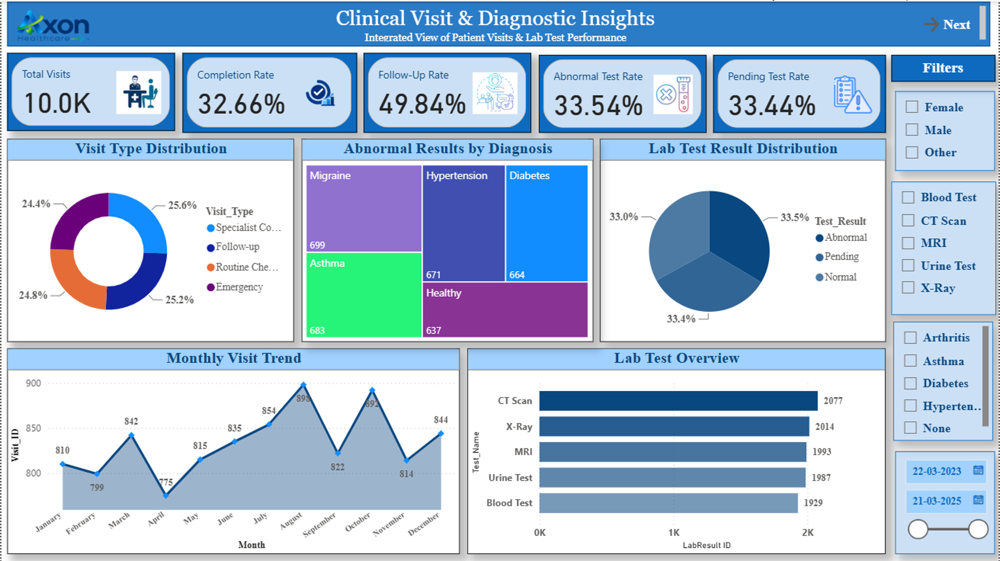 Axon
Healthcare
Clinical Visit & Diagnostic Insights
Integrated View of Patient Visits & Lab Test Performance
Next
Total Visits
10.0K
Completion Rate
32.66%
Follow-Up Rate
49.84%
Abnormal Test Rate
33.54%
Pending Test Rate
33.44%
Filters
Female
Male
Other
Blood Test
CT Scan
MRI
Urine Test
X-Ray
Arthritis
Asthma
Diabetes
Hyperten...
None
22-03-2023
21-03-2025
Visit Type Distribution
24.4%
25.6%
24.8%
25.2%
Visit_Type
Specialist Co...
Follow-up
Routine Che...
Emergency
Abnormal Results by Diagnosis
Migraine
699
Asthma
683
Hypertension
671
Diabetes
664
Healthy
637
Lab Test Result Distribution
33.0%
33.5%
33.4%
Test_Result
Abnormal
Pending
Normal
Monthly Visit Trend
Visit_ID
900
850
800
810
799
842
775
815
835
854
898
822
892
814
844
January
February
March
April
May
June
July
August
September
October
November
December
Month
Lab Test Overview
Test_Name
CT Scan
2077
X-Ray
2014
MRI
1993
Urine Test
1987
Blood Test
1929
0K
1K
2K
LabResult ID